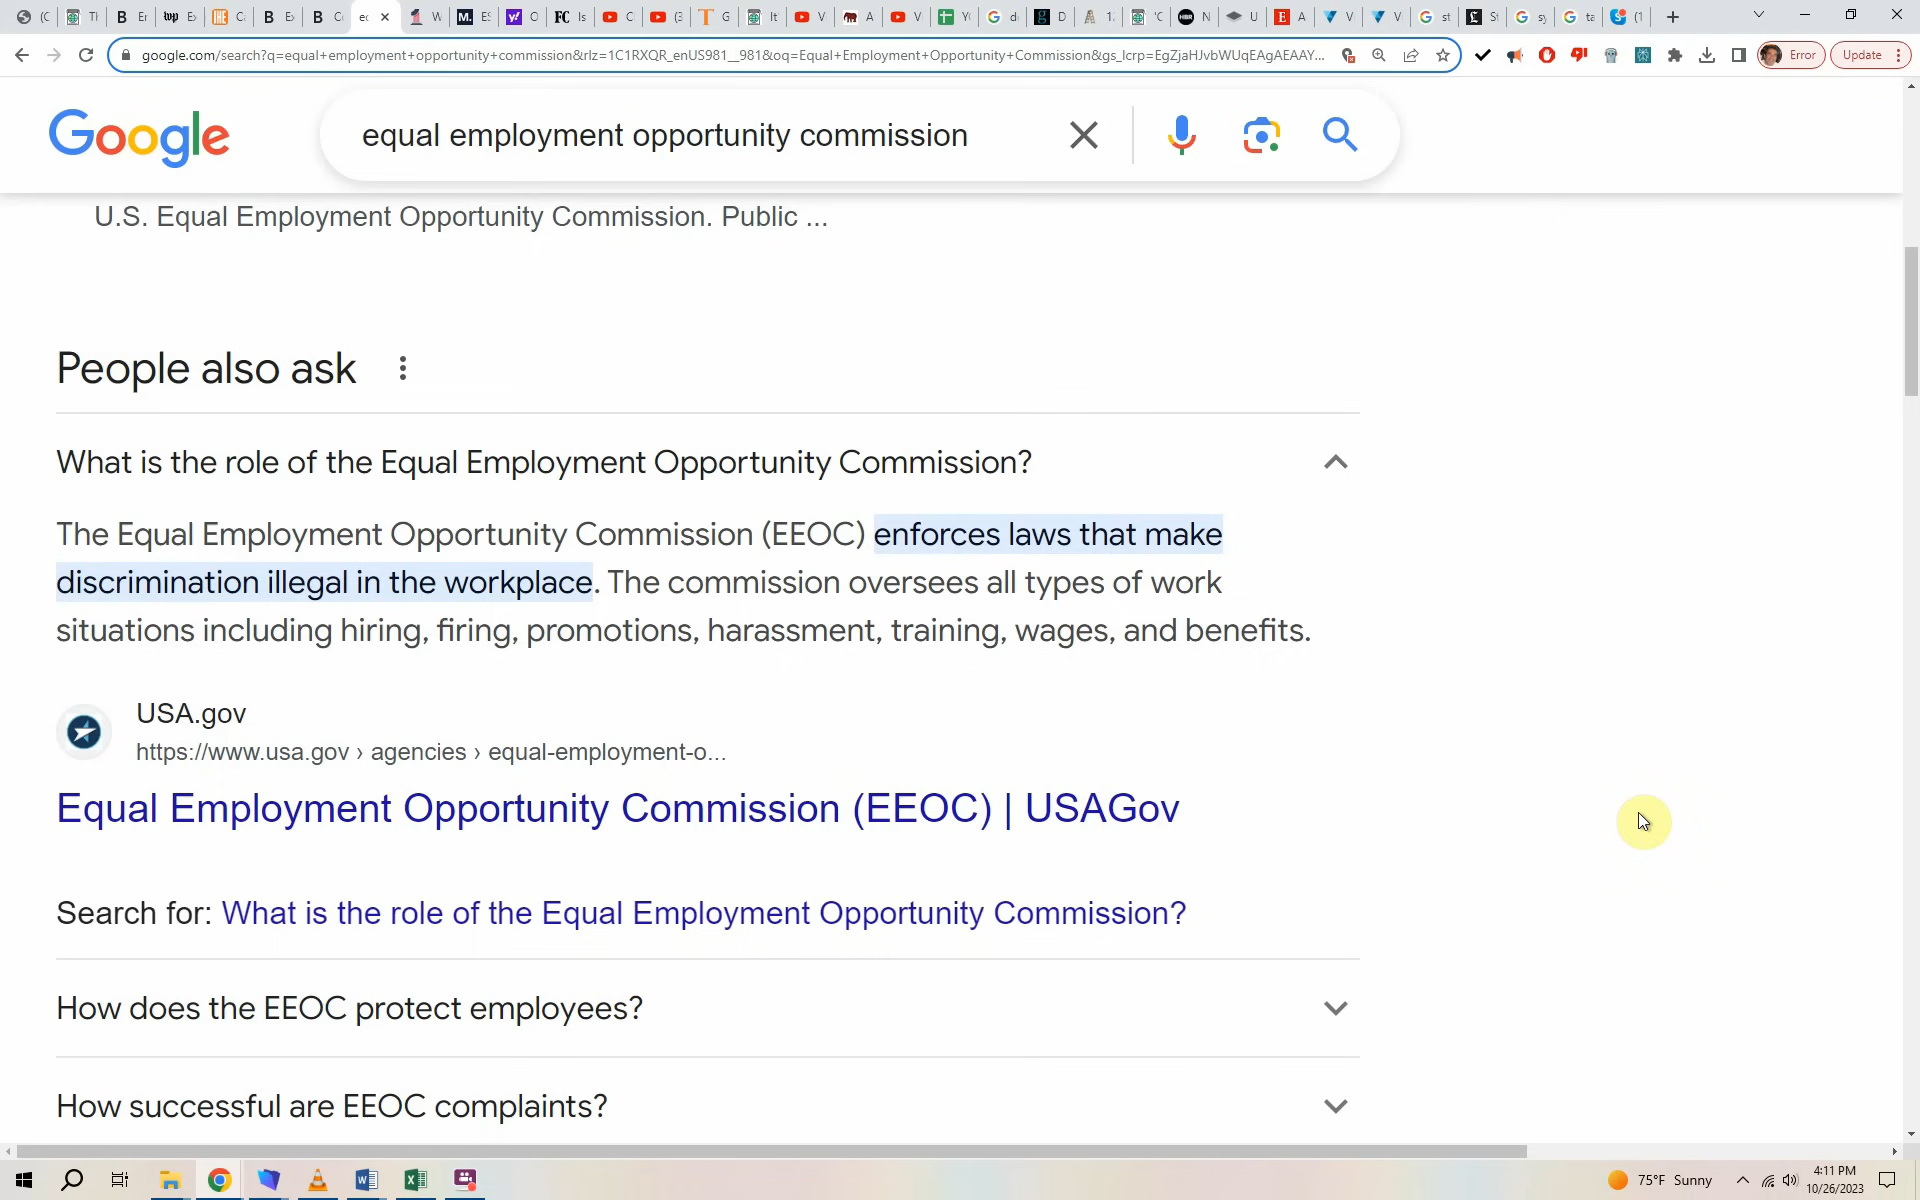 google.com/search?q=equal+employment+opportunity+commission&rlz=1C1RXQR_enUS981__981&oq=Equal+Employment+Opportunity+Commission&gs_lcrp=EgZjaHJvbWUqEAgAEAAY...
Error
Update
Google
equal employment opportunity commission
U.S. Equal Employment Opportunity Commission. Public ...
People also ask
What is the role of the Equal Employment Opportunity Commission?
The Equal Employment Opportunity Commission (EEOC) enforces laws that make
discrimination illegal in the workplace. The commission oversees all types of work
situations including hiring, firing, promotions, harassment, training, wages, and benefits.
USA.gov
https://www.usa.gov › agencies › equal-employment-o...
Equal Employment Opportunity Commission (EEOC) | USAGov
Search for: What is the role of the Equal Employment Opportunity Commission?
How does the EEOC protect employees?
How successful are EEOC complaints?
75°F Sunny
4:11 PM
10/26/2023